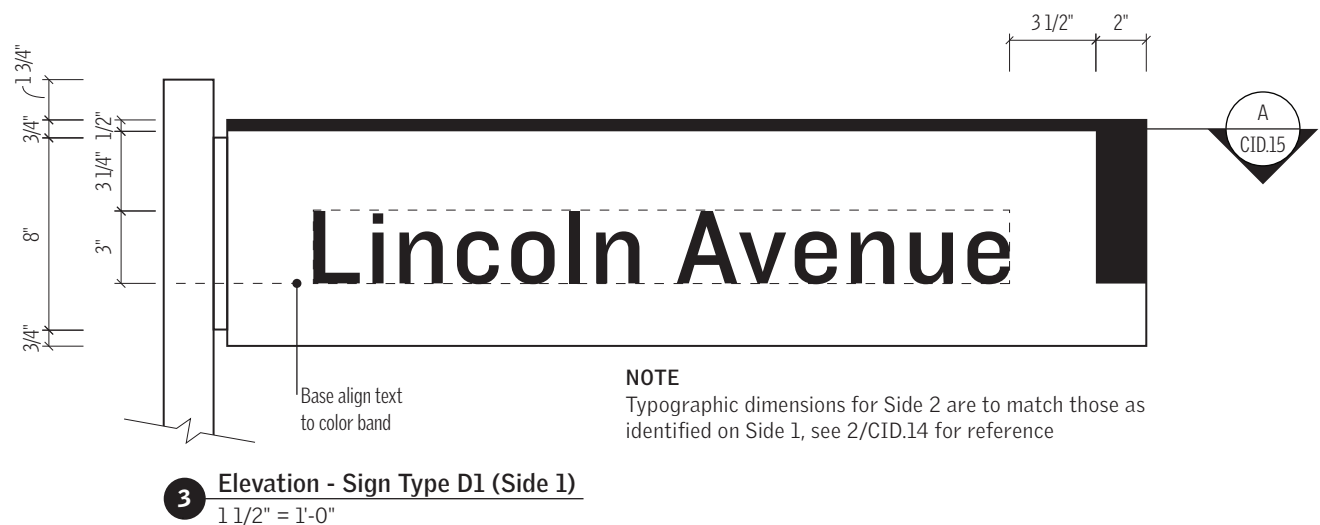 3 1/2"
2"
1 3/4"
3/4"
1/2"
A
CID.15
3 1/4"
8"
3"
Lincoln Avenue
3/4"
Base align text
to color band
NOTE
Typographic dimensions for Side 2 are to match those as
identified on Side 1, see 2/CID.14 for reference
3
Elevation - Sign Type D1 (Side 1)
1 1/2" = 1'-0"